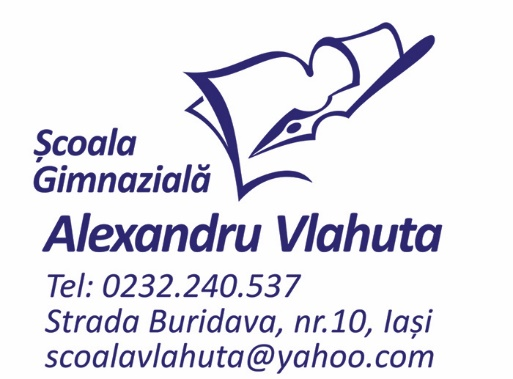 Școala
Gimnazială
Alexandru Vlahuta
Tel: 0232.240.537
Strada Buridava, nr.10, Iași
scoalavlahuta@yahoo.com